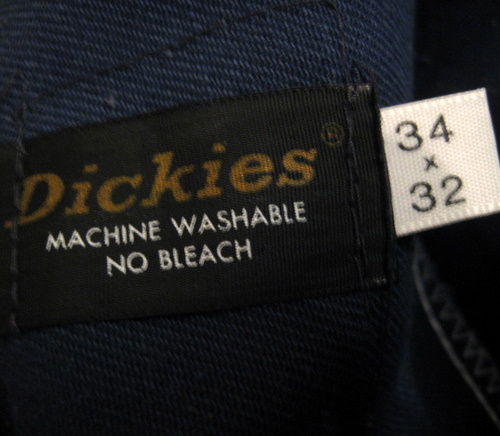 Dickies®
MACHINE WASHABLE
NO BLEACH
34
x
32